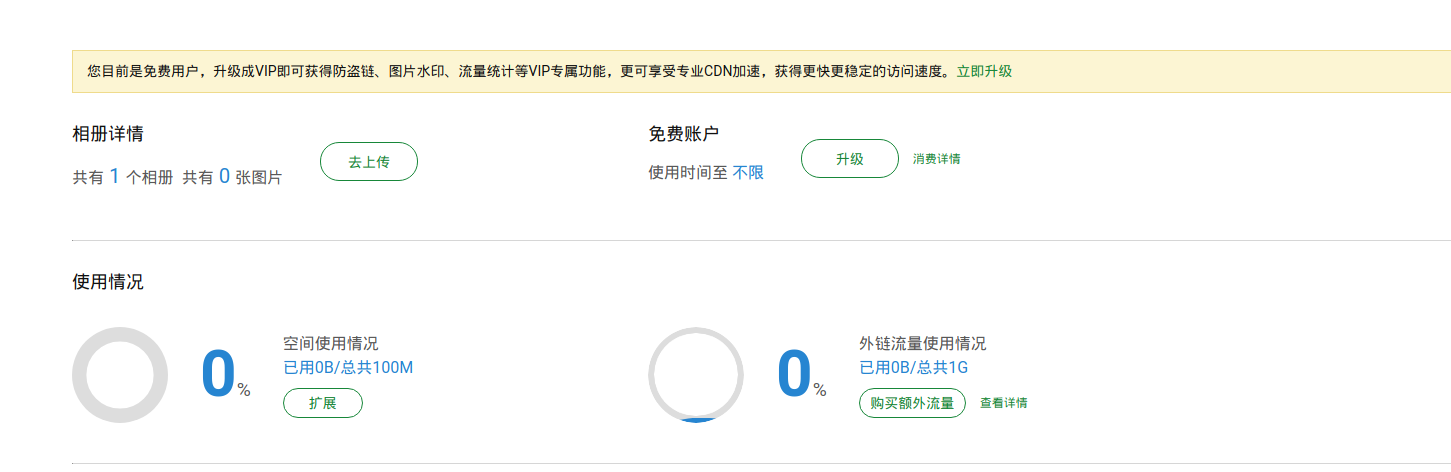 您目前是免费用户，升级成VIP即可获得防盗链、图片水印、流量统计等VIP专属功能，更可享受专业CDN加速，获得更快更稳定的访问速度。立即升级
相册详情
共有 1 个相册 共有 0 张图片
去上传
免费账户
使用时间至 不限
升级
消费详情
使用情况
0%
空间使用情况
已用0B/总共100M
扩展
0%
外链流量使用情况
已用0B/总共1G
购买额外流量
查看详情